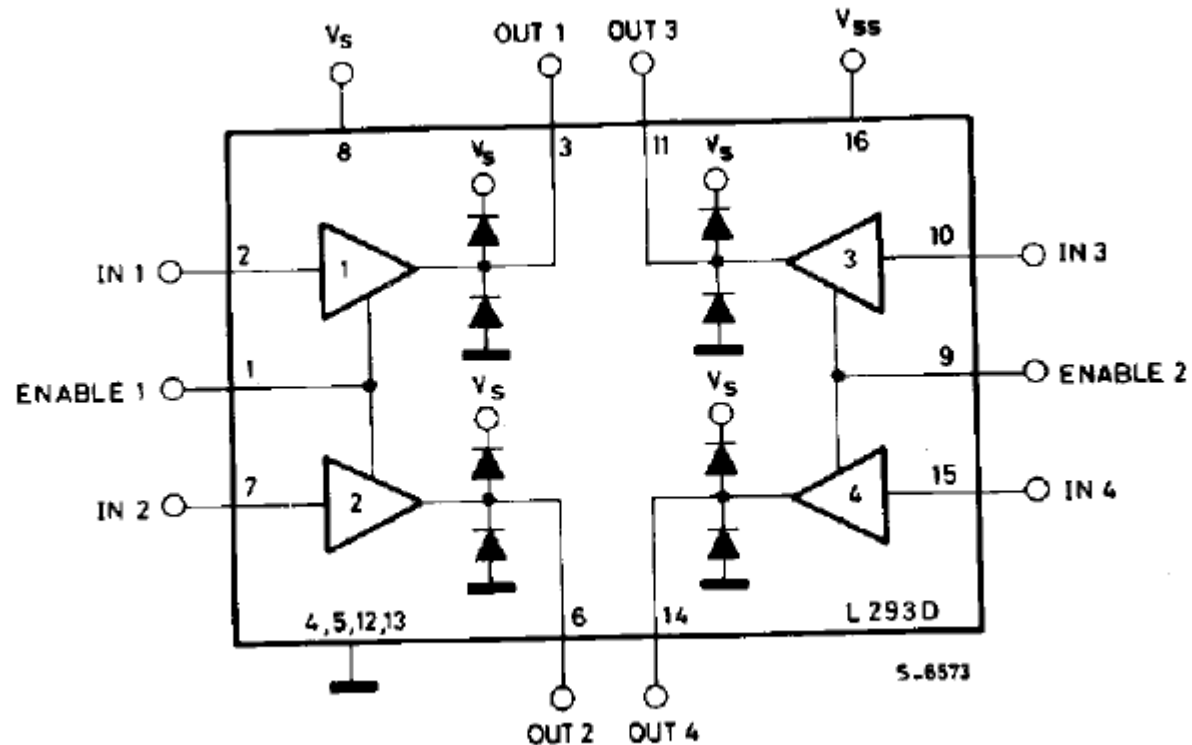 Vs OUT 1 OUT 3 Vss
8 3 11 16
Vs Vs
IN 1 2 1 3 10 IN 3
ENABLE 1 1 9 ENABLE 2
Vs Vs
IN 2 7 2 4 15 IN 4
4,5,12,13 6 14 L293D
S-6573
OUT 2 OUT 4